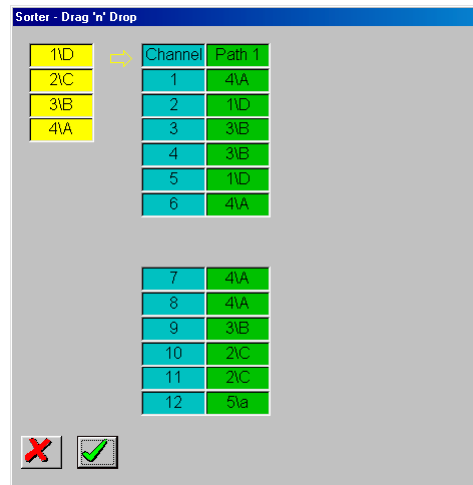 Sorter - Drag 'n' Drop
1\D
2\C
3\B
4\A
Channel Path 1
1 4\A
2 1\D
3 3\B
4 3\B
5 1\D
6 4\A
7 4\A
8 4\A
9 3\B
10 2\C
11 2\C
12 5\a